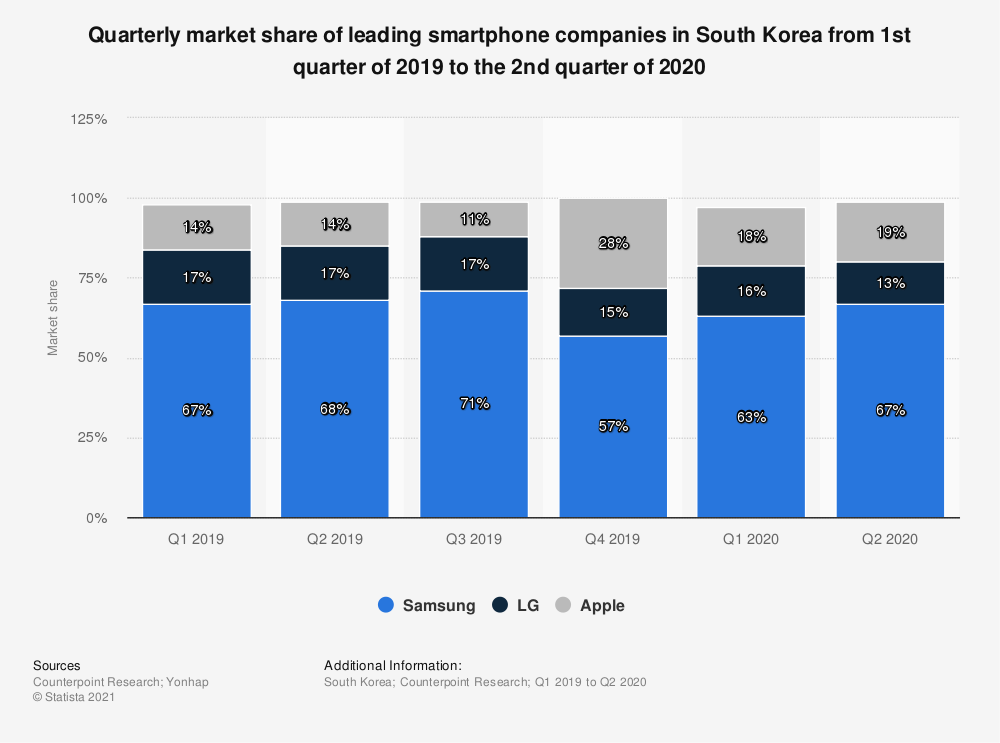 Quarterly market share of leading smartphone companies in South Korea from 1st
quarter of 2019 to the 2nd quarter of 2020
125%
100%
75%
50%
25%
0%
Market share
14%
14%
11%
28%
18%
19%
17%
17%
17%
15%
16%
13%
67%
68%
71%
57%
63%
67%
Q1 2019
Q2 2019
Q3 2019
Q4 2019
Q1 2020
Q2 2020
Samsung
LG
Apple
Sources
Counterpoint Research; Yonhap
© Statista 2021
Additional Information:
South Korea; Counterpoint Research; Q1 2019 to Q2 2020